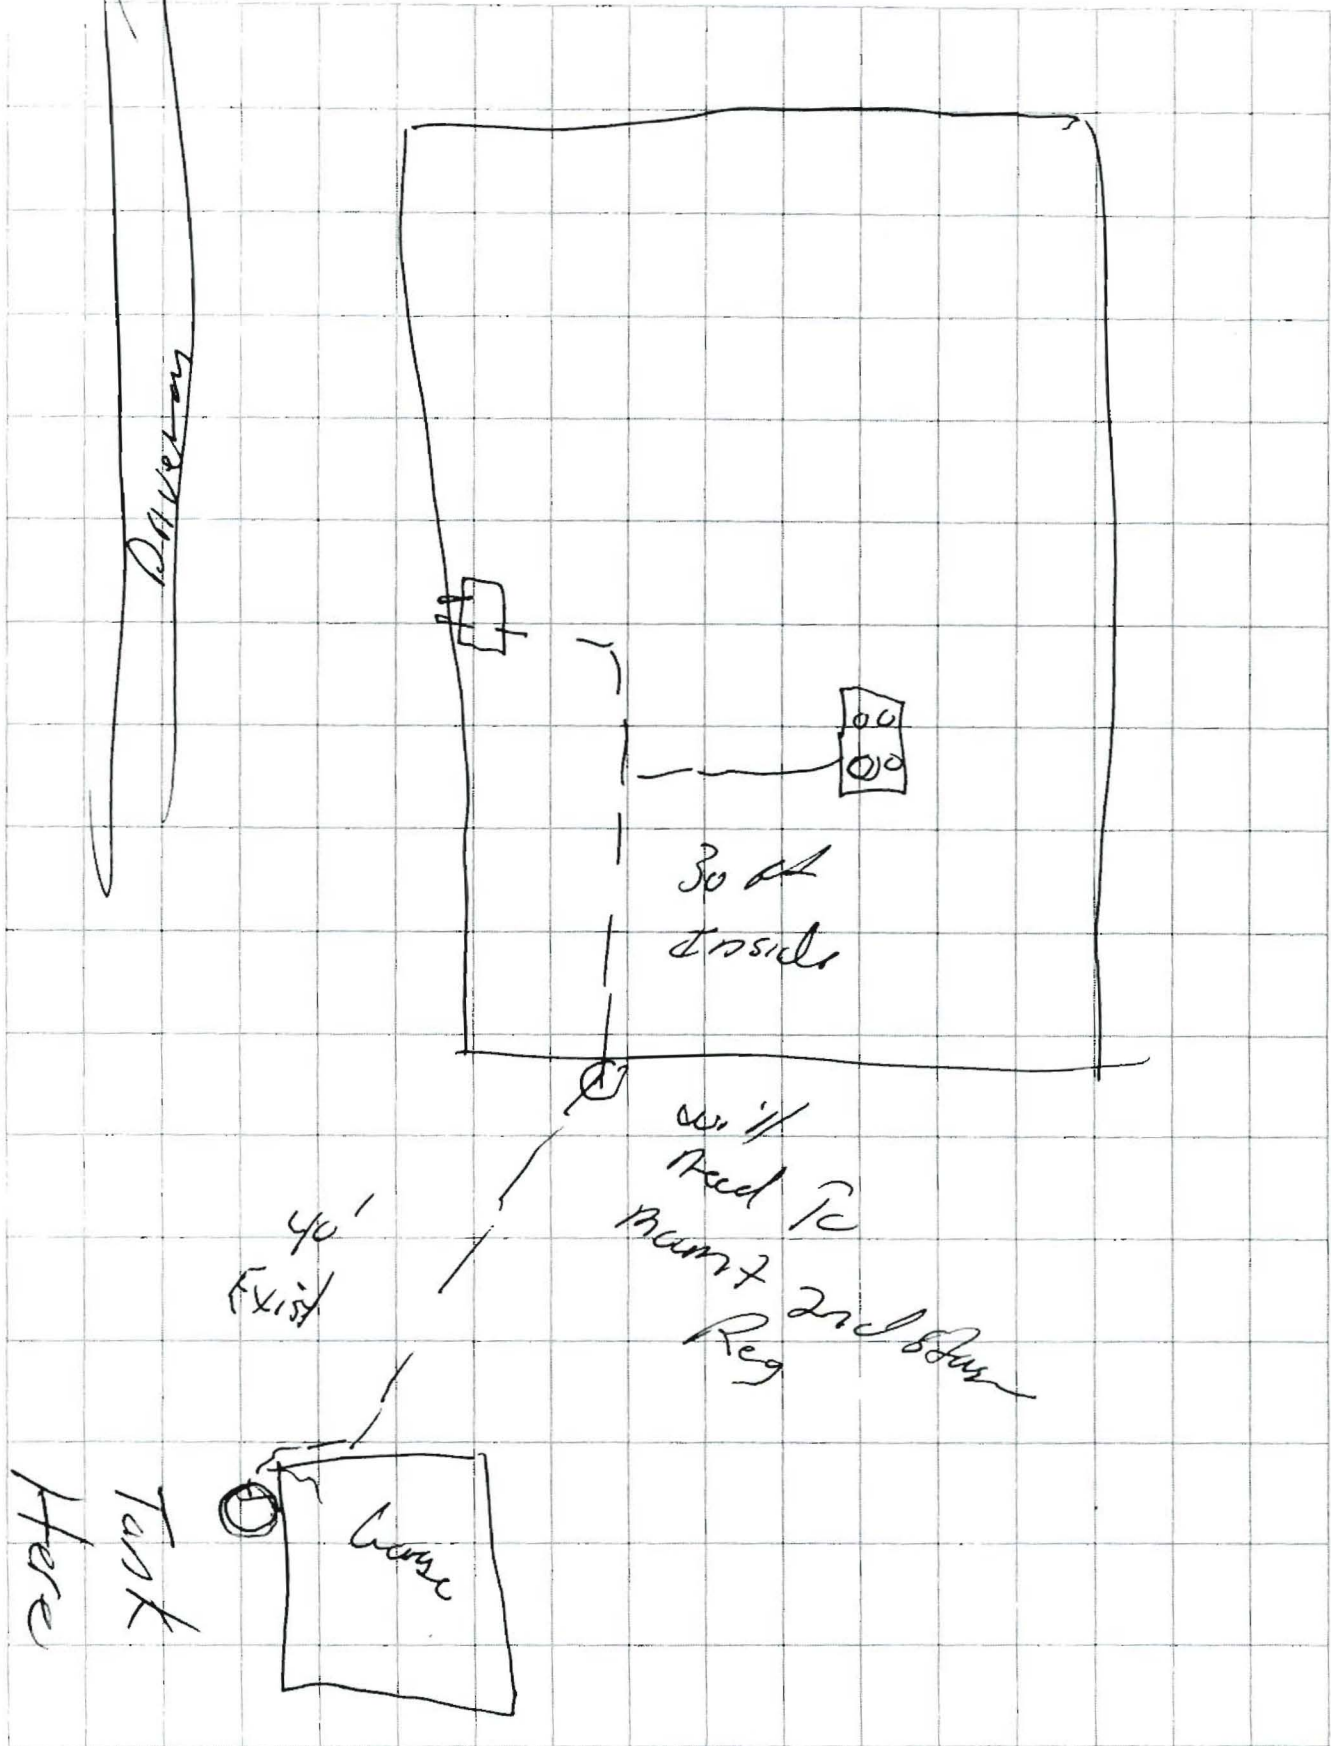 Driveway
30 ft
Inside
will
need To
mount 2nd stage
Reg
40'
Exist
Garage
Tank
Here